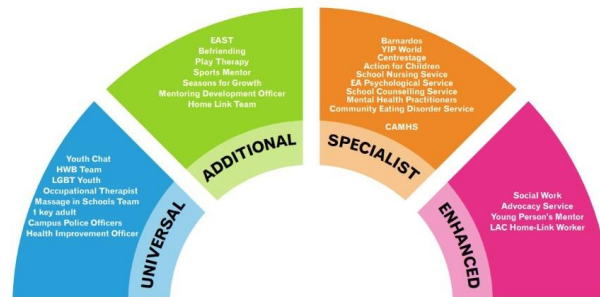 Youth Chat
HWB Team
LGBT Youth
Occupational Therapist
Massage in Schools Team
1 key adult
Campus Police Officers
Health Improvement Officer
UNIVERSAL
EAST
Befriending
Play Therapy
Sports Mentor
Seasons for Growth
Mentoring Development Officer
Home Link Team
ADDITIONAL
Barnardos
YIP World
Centrestage
Action for Children
School Nursing Sevice
EA Psychological Service
School Counselling Service
Mental Health Practitioners
Community Eating Disorder Service
CAMHS
SPECIALIST
Social Work
Advocacy Service
Young Person's Mentor
LAC Home-Link Worker
ENHANCED